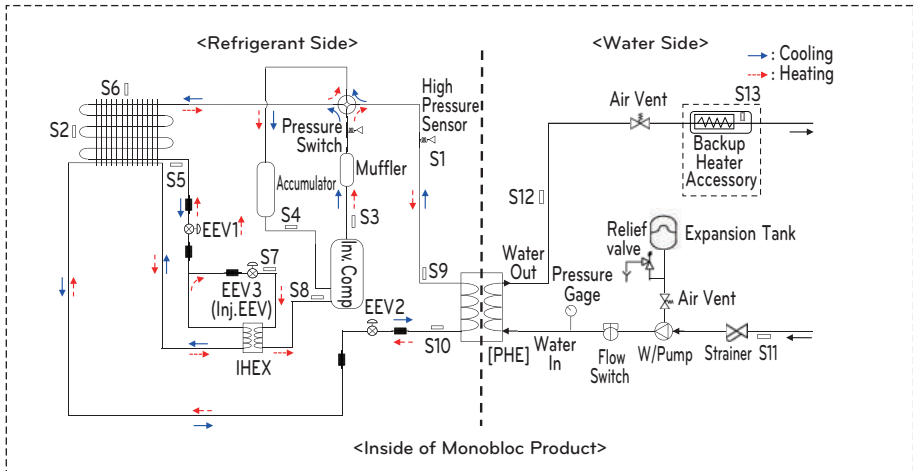 <Refrigerant Side>
<Water Side>
: Cooling
: Heating
S6
S2
S5
EEV1
S7
EEV3
(Inj.EEV)
S8
IHEX
Accumulator
S4
Pressure
Switch
Muffler
S3
Inv. Comp
High
Pressure
Sensor
S1
S9
EEV2
S10
[PHE]
Water
Out
S12
Air Vent
S13
Backup
Heater
Accessory
Relief
valve
Expansion Tank
Air Vent
Pressure
Gage
Water
In
Flow
Switch
W/Pump
Strainer
S11
<Inside of Monobloc Product>